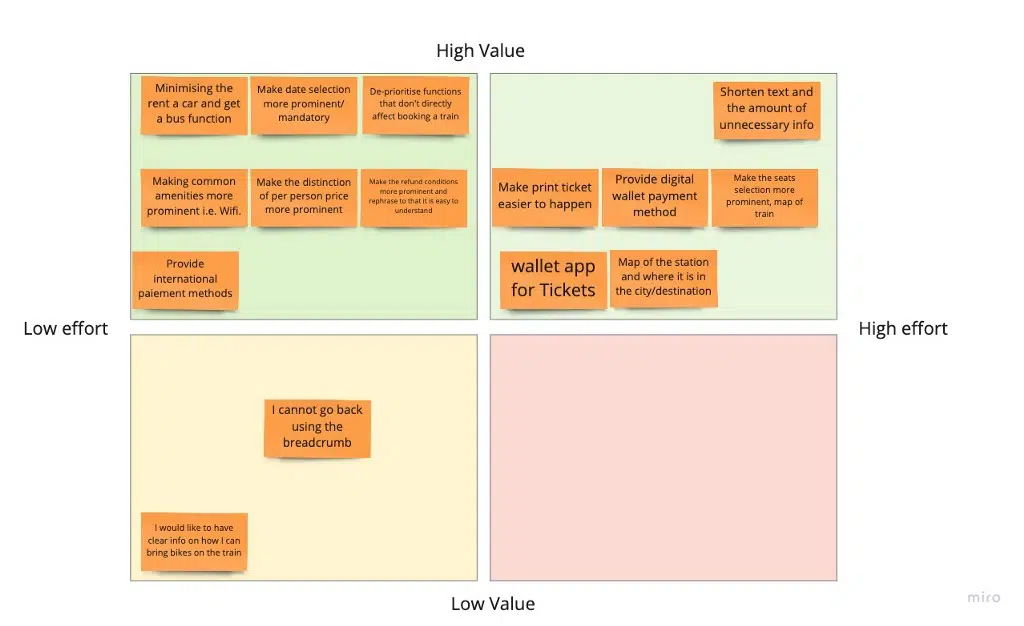 High Value
Minimising the
rent a car and get
a bus function
Make date selection
more prominent/
mandatory
De-prioritise functions
that don't directly
affect booking a train
Shorten text and
the amount of
unnecessary info
Making common
amenities more
prominent i.e. Wifi.
Make the distinction
of per person price
more prominent
Make the refund conditions
more prominent and
rephrase to that it is easy to
understand
Make print ticket
easier to happen
Provide digital
wallet payment
method
Make the seats
selection more
prominent, map of
train
Provide
international
paiement methods
wallet app
for Tickets
Map of the station
and where it is in
the city/destination
Low effort
High effort
I cannot go back
using the
breadcrumb
I would like to have
clear info on how I can
bring bikes on the train
Low Value
miro